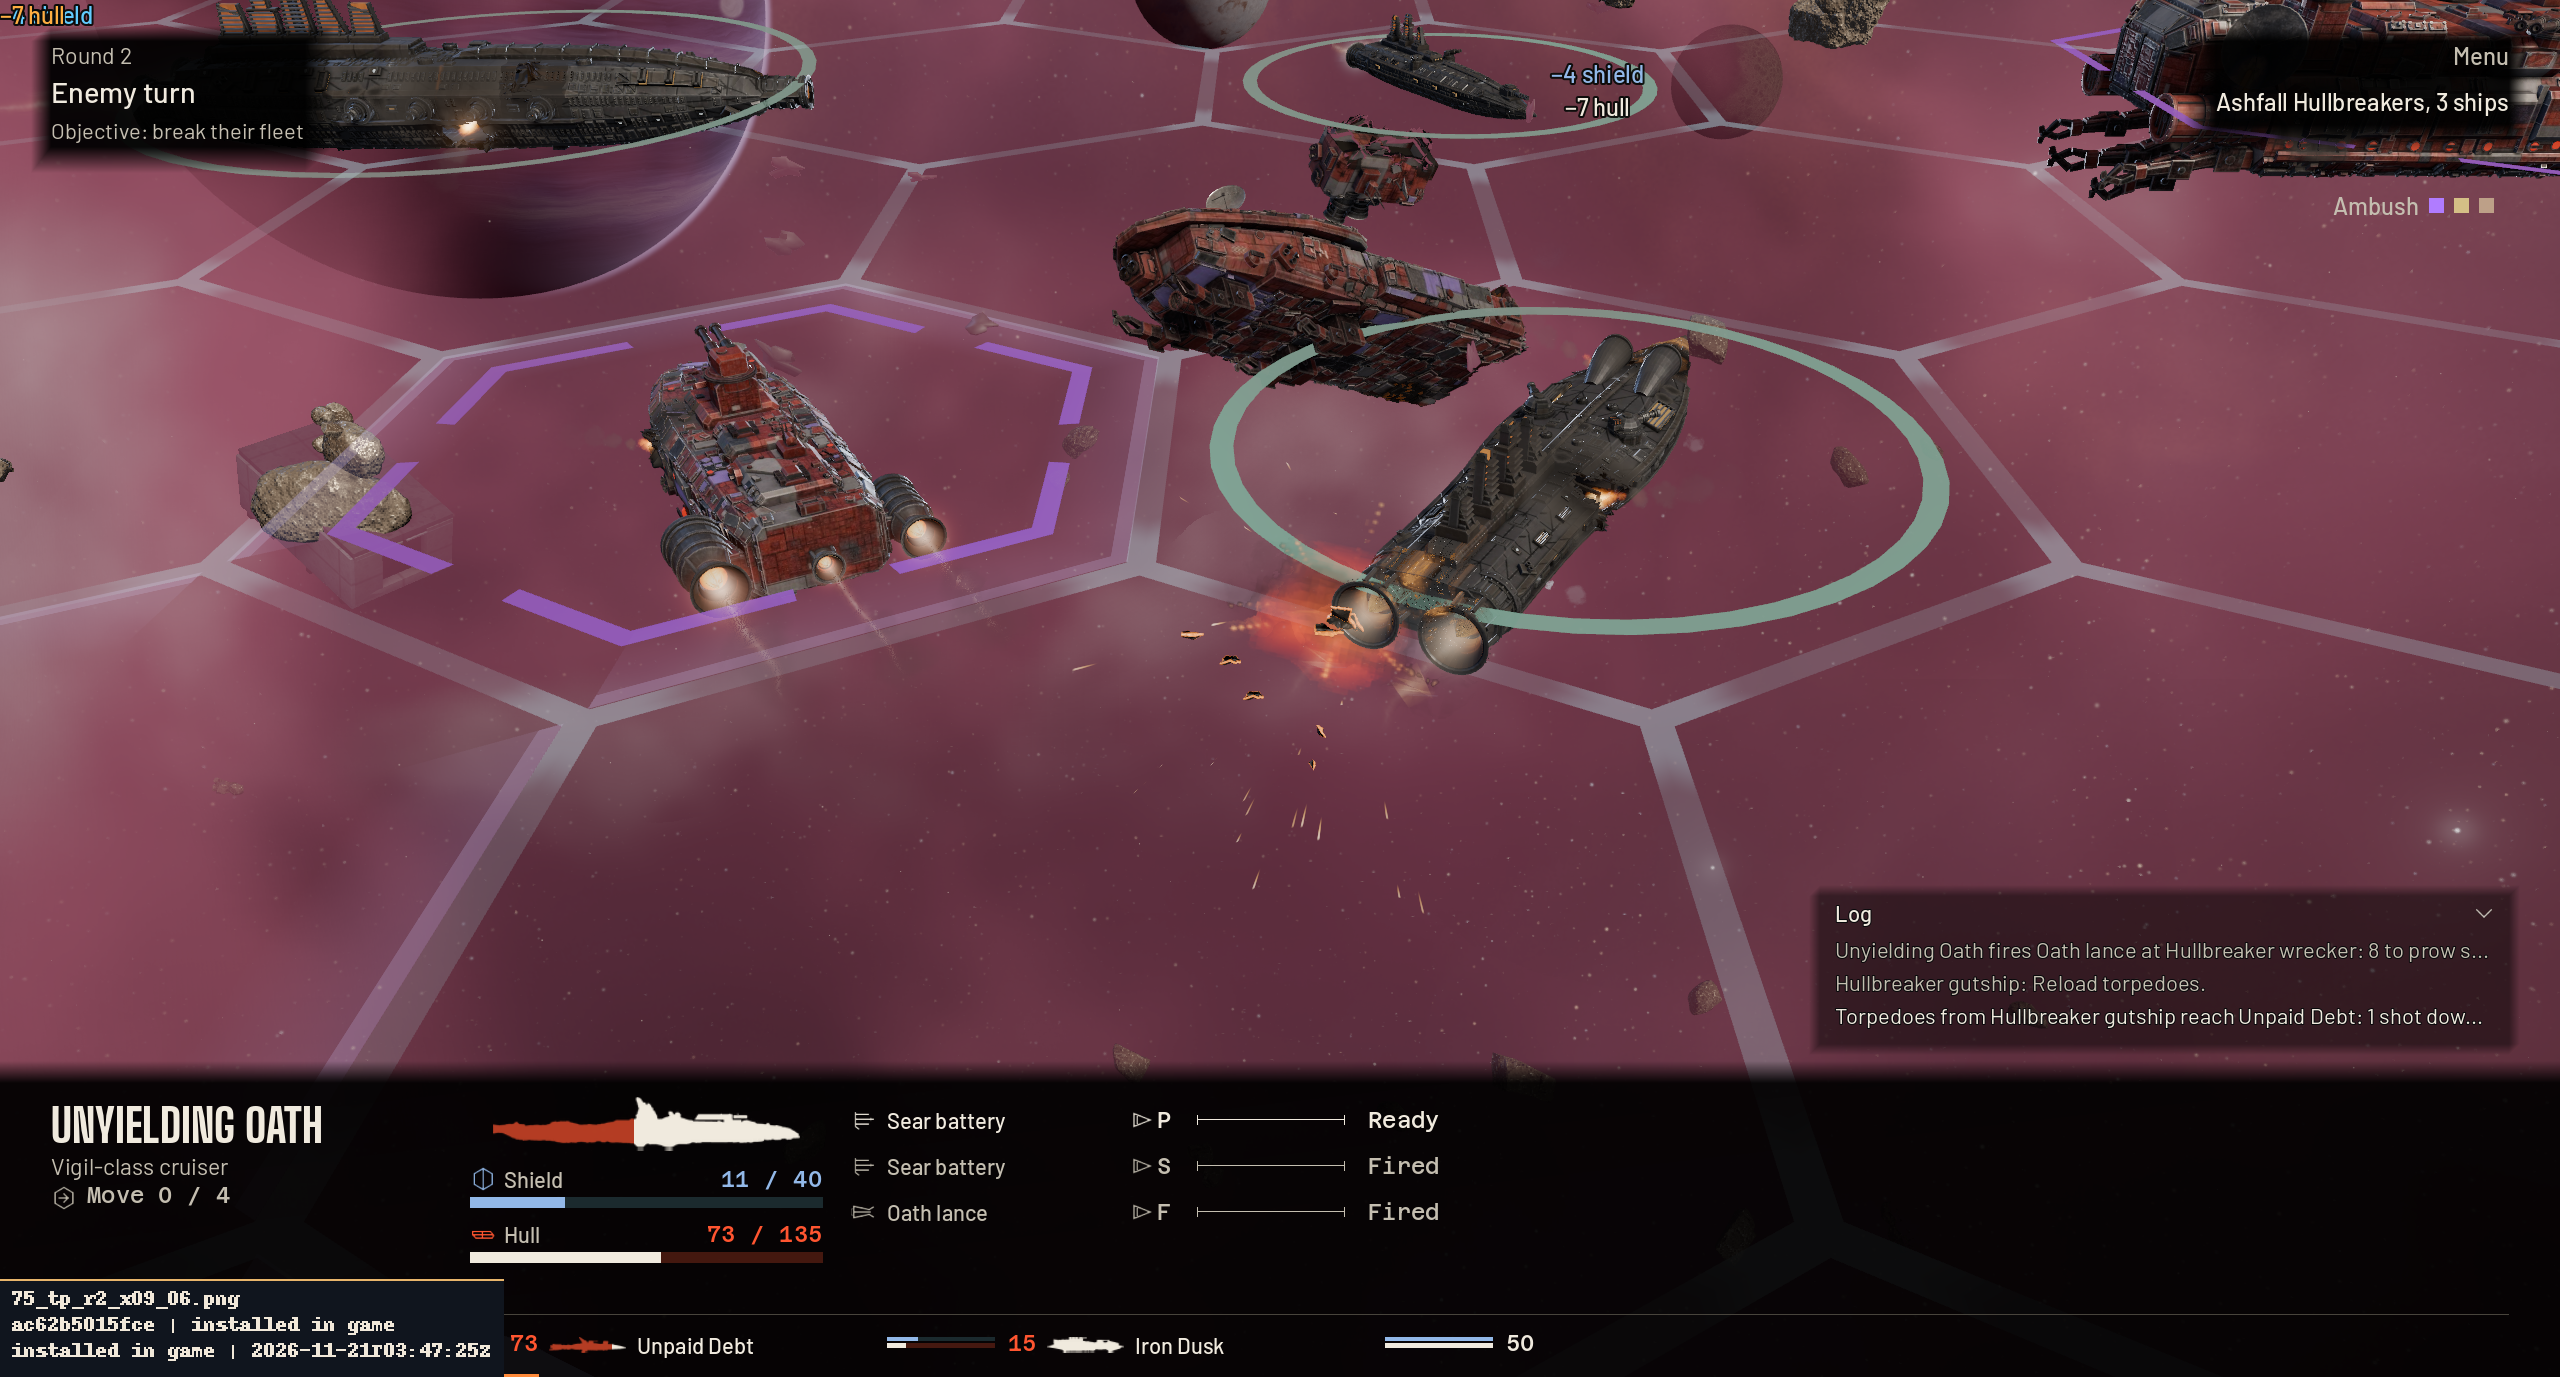 −7 hull
Round 2
Enemy turn
Objective: break their fleet
−4 shield
−7 hull
Menu
Ashfall Hullbreakers, 3 ships
Ambush
Log
Unyielding Oath fires Oath lance at Hullbreaker wrecker: 8 to prow s...
Hullbreaker gutship: Reload torpedoes.
Torpedoes from Hullbreaker gutship reach Unpaid Debt: 1 shot dow...
UNYIELDING OATH
Vigil-class cruiser
Move 0 / 4
Shield 11 / 40
Hull 73 / 135
Sear battery P Ready
Sear battery S Fired
Oath lance F Fired
75_tp_r2_x09_06.png
ac62b5015fce | installed in game
installed in game | 2026-11-21T03:47:25Z
73 Unpaid Debt 15 Iron Dusk 50